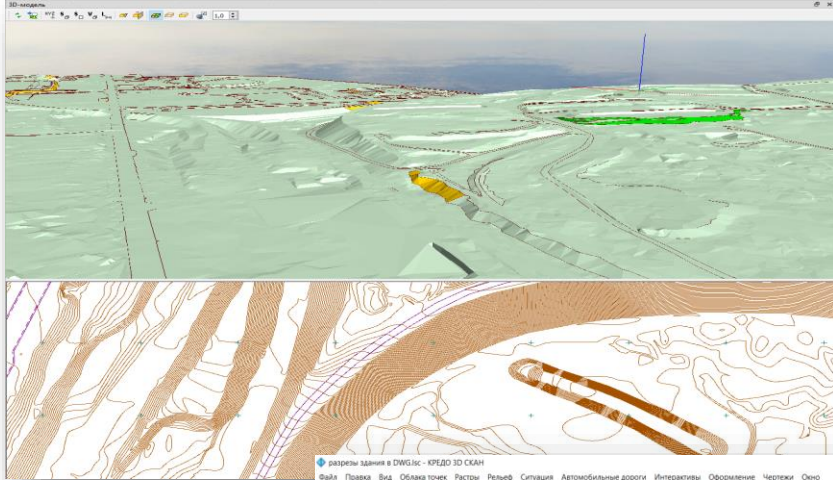 3D-модель
1,0
разрезы здания в DWG.lsc - КРЕДО 3D СКАН
Файл Правка Вид Облака точек Растры Рельеф Ситуация Автомобильные дороги Интерактивы Оформление Чертежи Окно